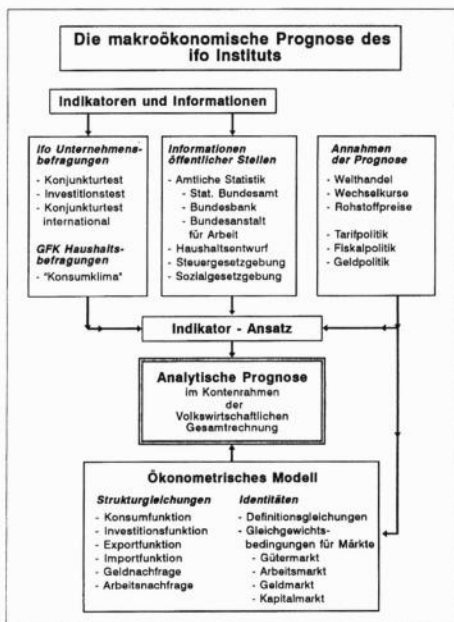 Die makroökonomische Prognose des
ifo Instituts
Indikatoren und Informationen
Ifo Unternehmens-
befragungen
- Konjunkturtest
- Investitionstest
- Konjunkturtest
international
GFK Haushalts-
befragungen
- "Konsumklima"
Informationen
öffentlicher Stellen
- Amtliche Statistik
- Stat. Bundesamt
- Bundesbank
- Bundesanstalt
für Arbeit
- Haushaltsentwurf
- Steuergesetzgebung
- Sozialgesetzgebung
Annahmen
der Prognose
- Welthandel
- Wechselkurse
- Rohstoffpreise
- Tarifpolitik
- Fiskalpolitik
- Geldpolitik
Indikator - Ansatz
Analytische Prognose
im Kontenrahmen
der
Volkswirtschaftlichen
Gesamtrechnung
Ökonometrisches Modell
Strukturgleichungen
- Konsumfunktion
- Investitionsfunktion
- Exportfunktion
- Importfunktion
- Geldnachfrage
- Arbeitsnachfrage
Identitäten
- Definitionsgleichungen
- Gleichgewichts-
bedingungen für Märkte
- Gütermarkt
- Arbeitsmarkt
- Geldmarkt
- Kapitalmarkt